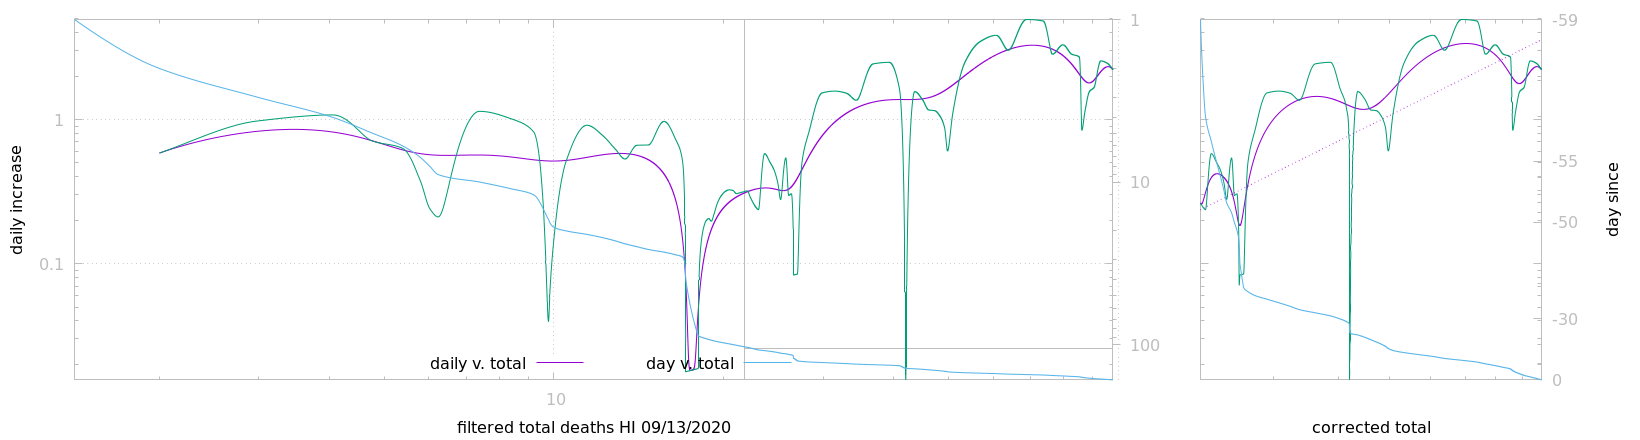 daily increase
1
0.1
10
1
10
100
daily v. total
day v. total
filtered total deaths HI 09/13/2020
-59
-55
-50
-30
0
day since
corrected total